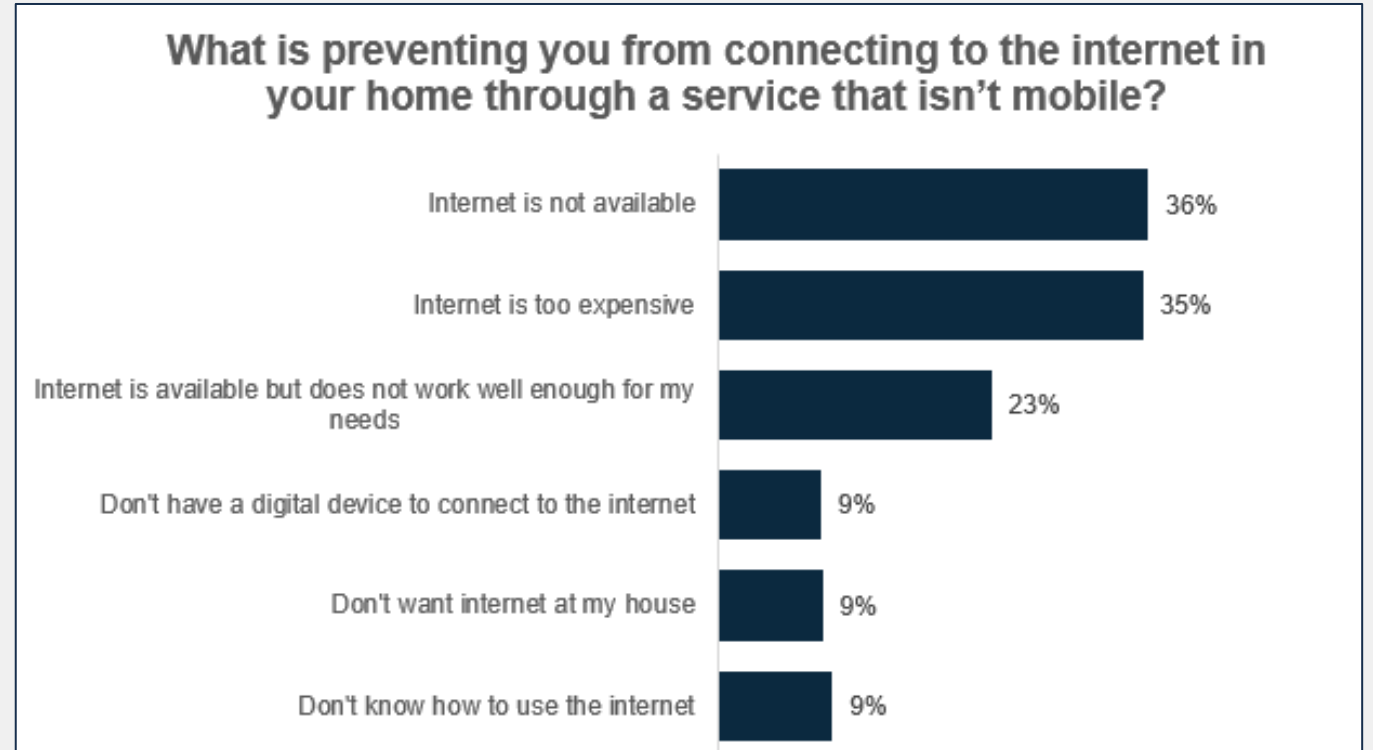 What is preventing you from connecting to the internet in
your home through a service that isn’t mobile?
Internet is not available
36%
Internet is too expensive
35%
Internet is available but does not work well enough for my
needs
23%
Don't have a digital device to connect to the internet
9%
Don't want internet at my house
9%
Don't know how to use the internet
9%